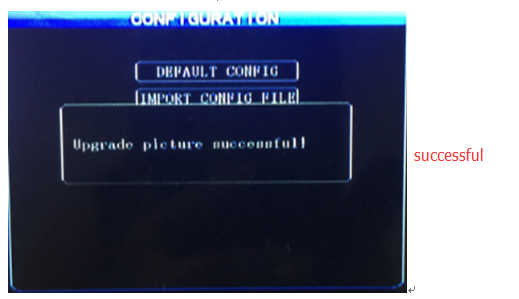 CONFIGURATION
DEFAULT CONFIG
IMPORT CONFIG FILE
Upgrade picture successful!
successful